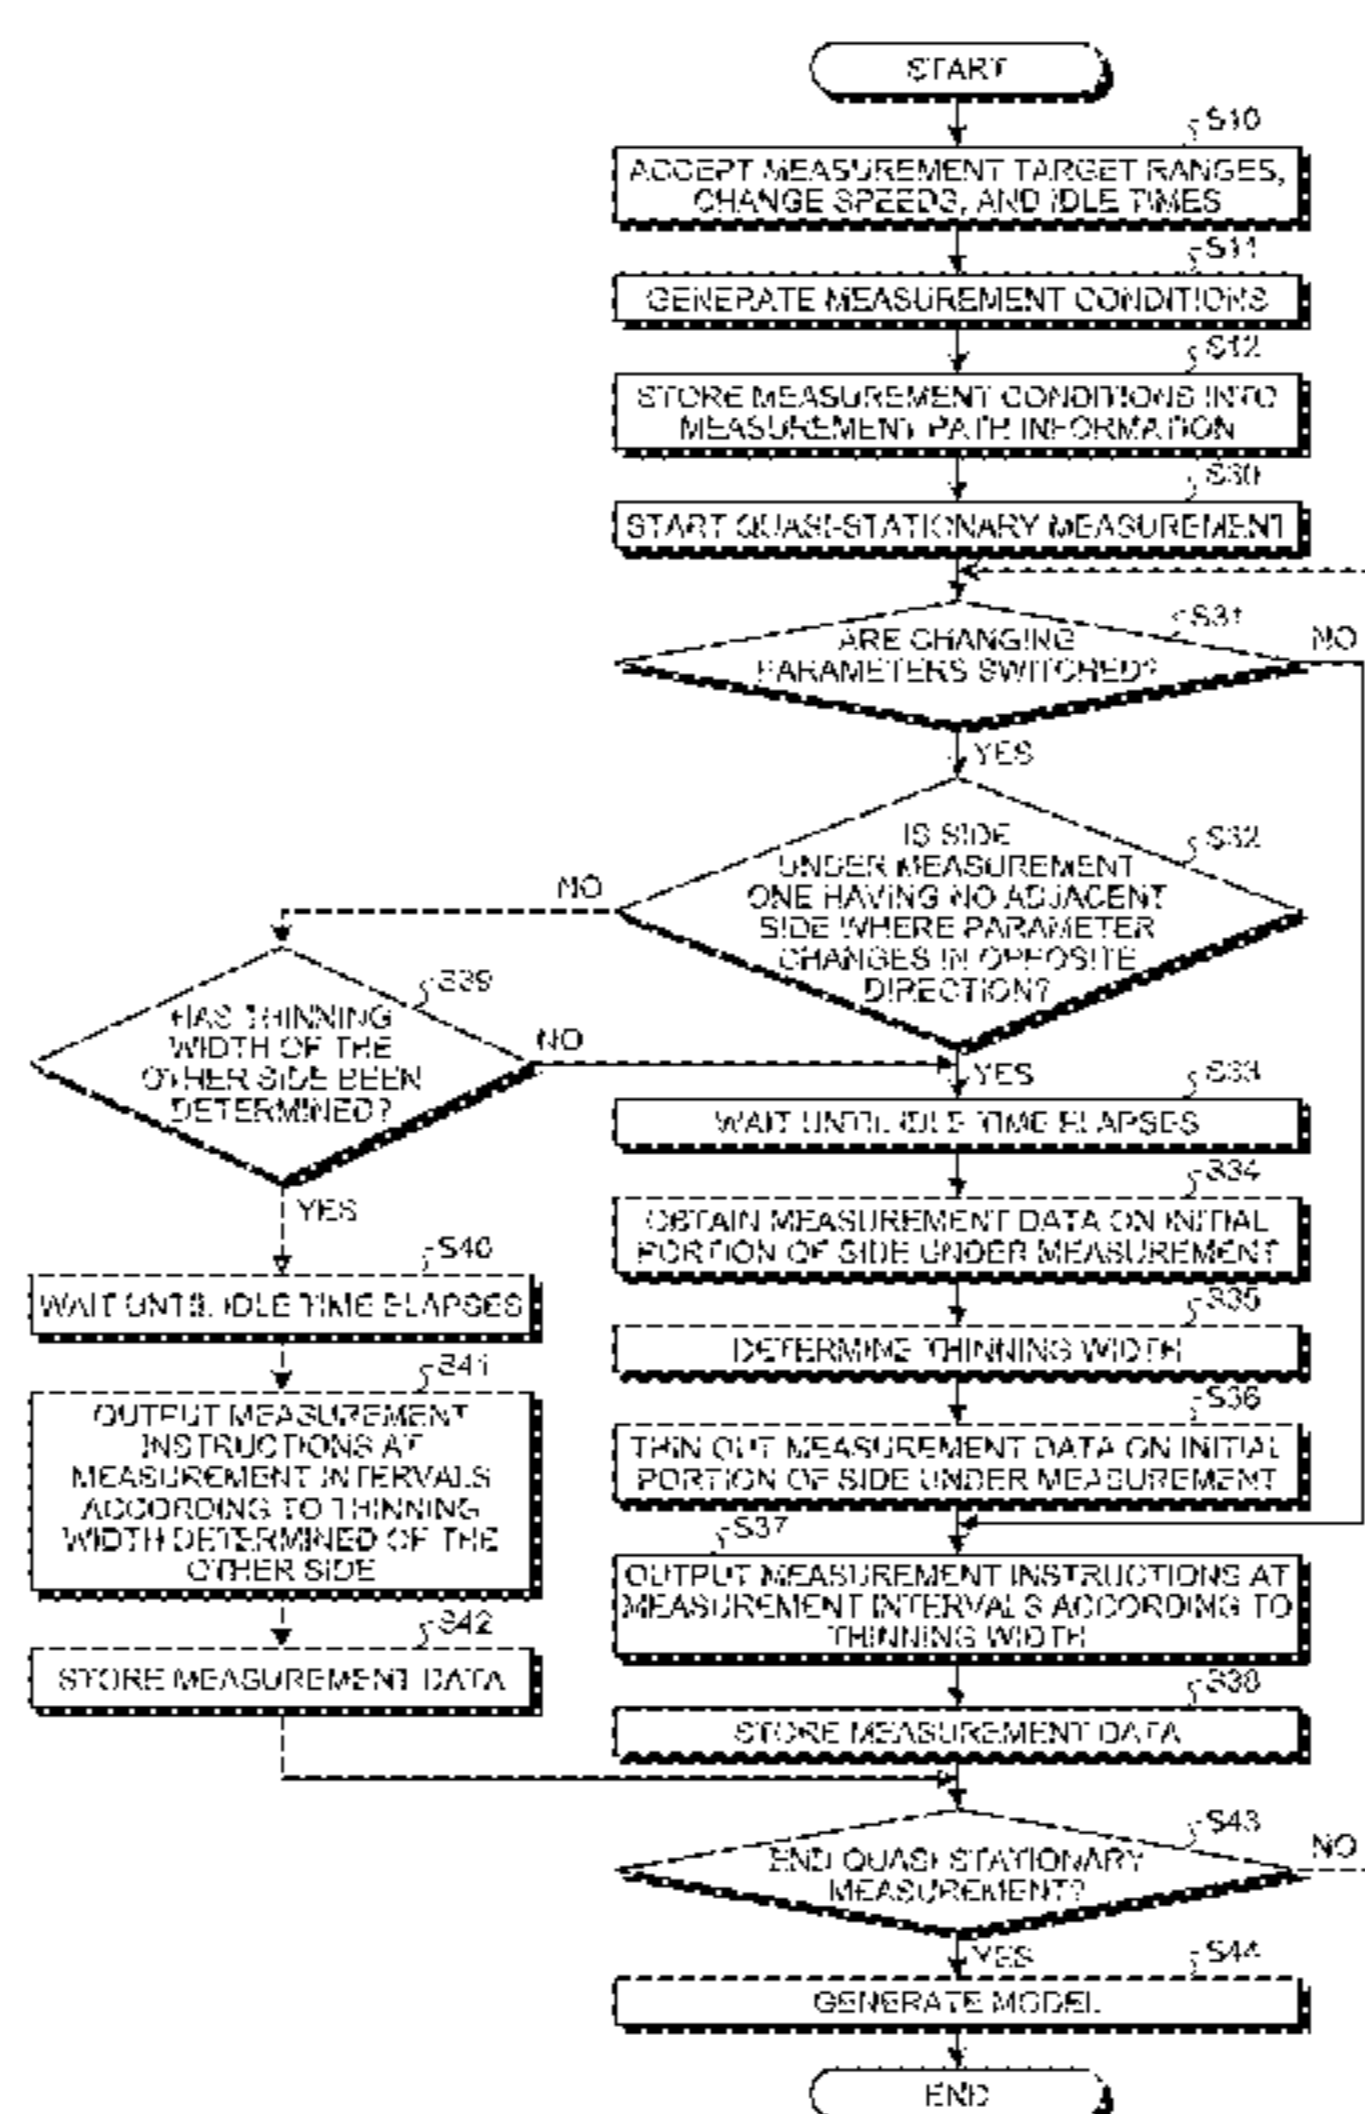 START
S10
ACCEPT MEASUREMENT TARGET RANGES,
CHANGE SPEEDS, AND IDLE TIMES
S11
GENERATE MEASUREMENT CONDITIONS
S12
STORE MEASUREMENT CONDITIONS INTO
MEASUREMENT PATH INFORMATION
S30
START QUASI-STATIONARY MEASUREMENT
S31
ARE CHANGING
PARAMETERS SWITCHED?
NO
YES
S32
IS SIDE
UNDER MEASUREMENT
ONE HAVING NO ADJACENT
SIDE WHERE PARAMETER
CHANGES IN OPPOSITE
DIRECTION?
NO
YES
S39
HAS THINNING
WIDTH OF THE
OTHER SIDE BEEN
DETERMINED?
NO
YES
S33
WAIT UNTIL IDLE TIME ELAPSES
S34
OBTAIN MEASUREMENT DATA ON INITIAL
PORTION OF SIDE UNDER MEASUREMENT
S35
DETERMINE THINNING WIDTH
S36
THIN OUT MEASUREMENT DATA ON INITIAL
PORTION OF SIDE UNDER MEASUREMENT
S37
OUTPUT MEASUREMENT INSTRUCTIONS AT
MEASUREMENT INTERVALS ACCORDING TO
THINNING WIDTH
S38
STORE MEASUREMENT DATA
S40
WAIT UNTIL IDLE TIME ELAPSES
S41
OUTPUT MEASUREMENT
INSTRUCTIONS AT
MEASUREMENT INTERVALS
ACCORDING TO THINNING
WIDTH DETERMINED OF THE
OTHER SIDE
S42
STORE MEASUREMENT DATA
S43
END QUASI-STATIONARY
MEASUREMENT?
NO
YES
S44
GENERATE MODEL
END